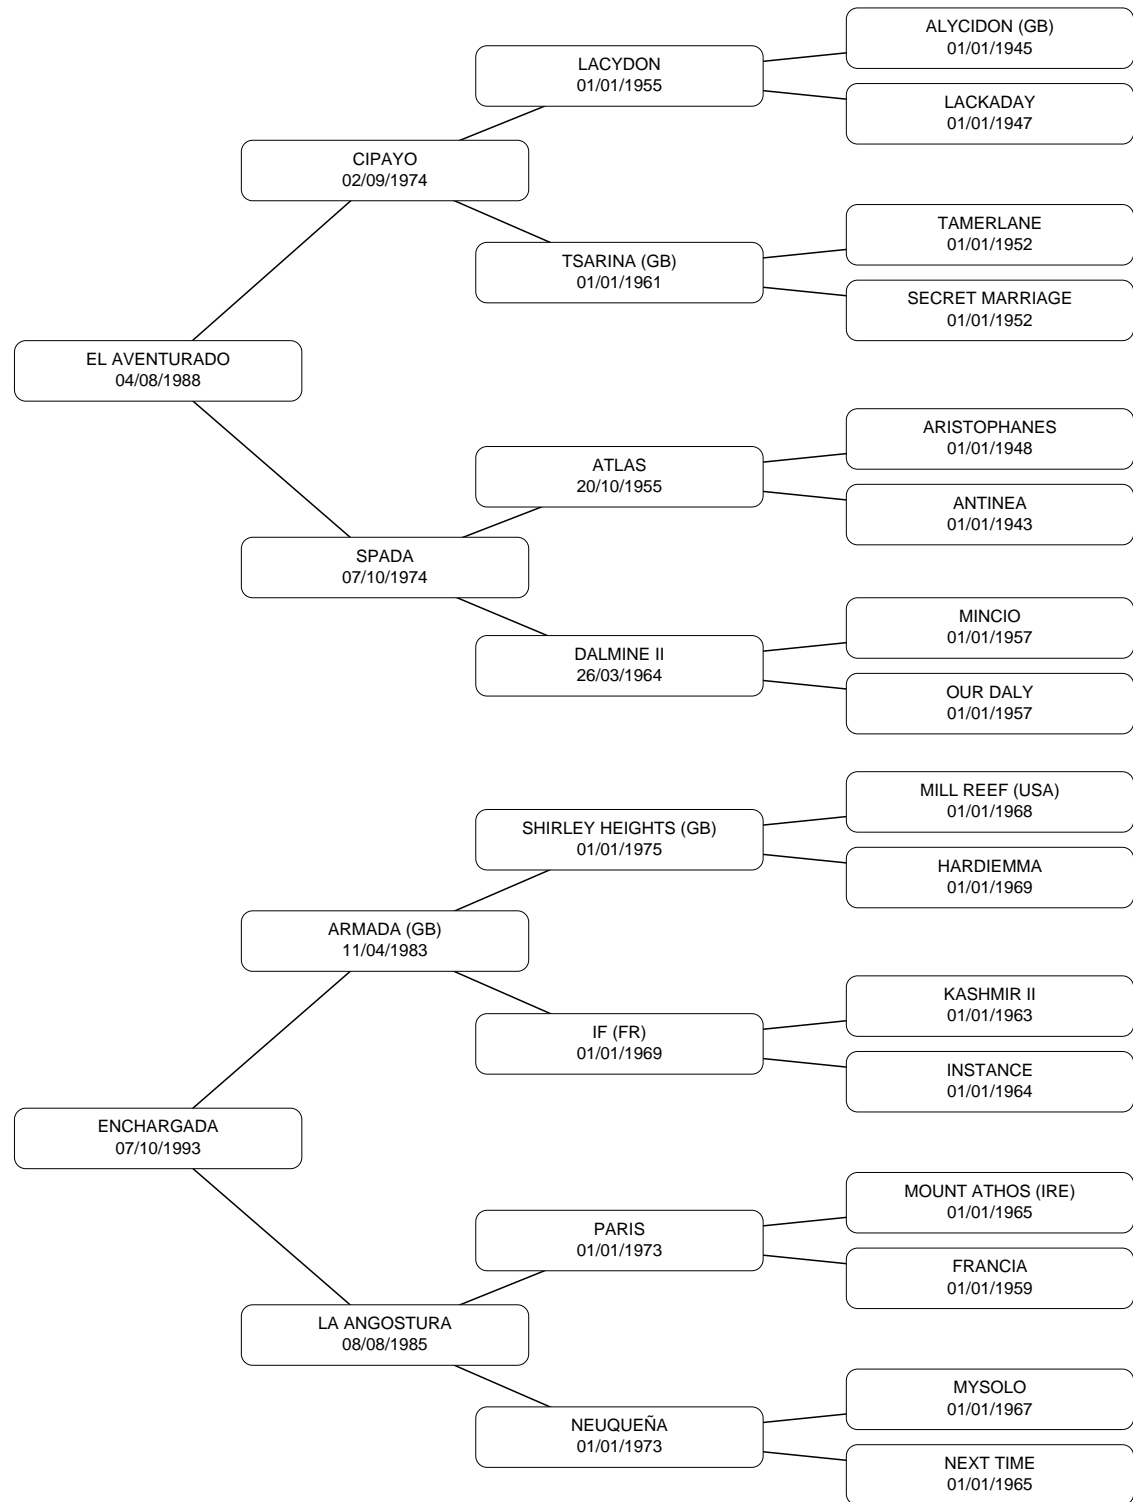 ALYCIDON (GB)
01/01/1945
LACYDON
01/01/1955
LACKADAY
01/01/1947
CIPAYO
02/09/1974
TAMERLANE
01/01/1952
TSARINA (GB)
01/01/1961
SECRET MARRIAGE
01/01/1952
EL AVENTURADO
04/08/1988
ARISTOPHANES
01/01/1948
ATLAS
20/10/1955
ANTINEA
01/01/1943
SPADA
07/10/1974
MINCIO
01/01/1957
DALMINE II
26/03/1964
OUR DALY
01/01/1957
MILL REEF (USA)
01/01/1968
SHIRLEY HEIGHTS (GB)
01/01/1975
HARDIEMMA
01/01/1969
ARMADA (GB)
11/04/1983
KASHMIR II
01/01/1963
IF (FR)
01/01/1969
INSTANCE
01/01/1964
ENCHARGADA
07/10/1993
MOUNT ATHOS (IRE)
01/01/1965
PARIS
01/01/1973
FRANCIA
01/01/1959
LA ANGOSTURA
08/08/1985
MYSOLO
01/01/1967
NEUQUEÑA
01/01/1973
NEXT TIME
01/01/1965